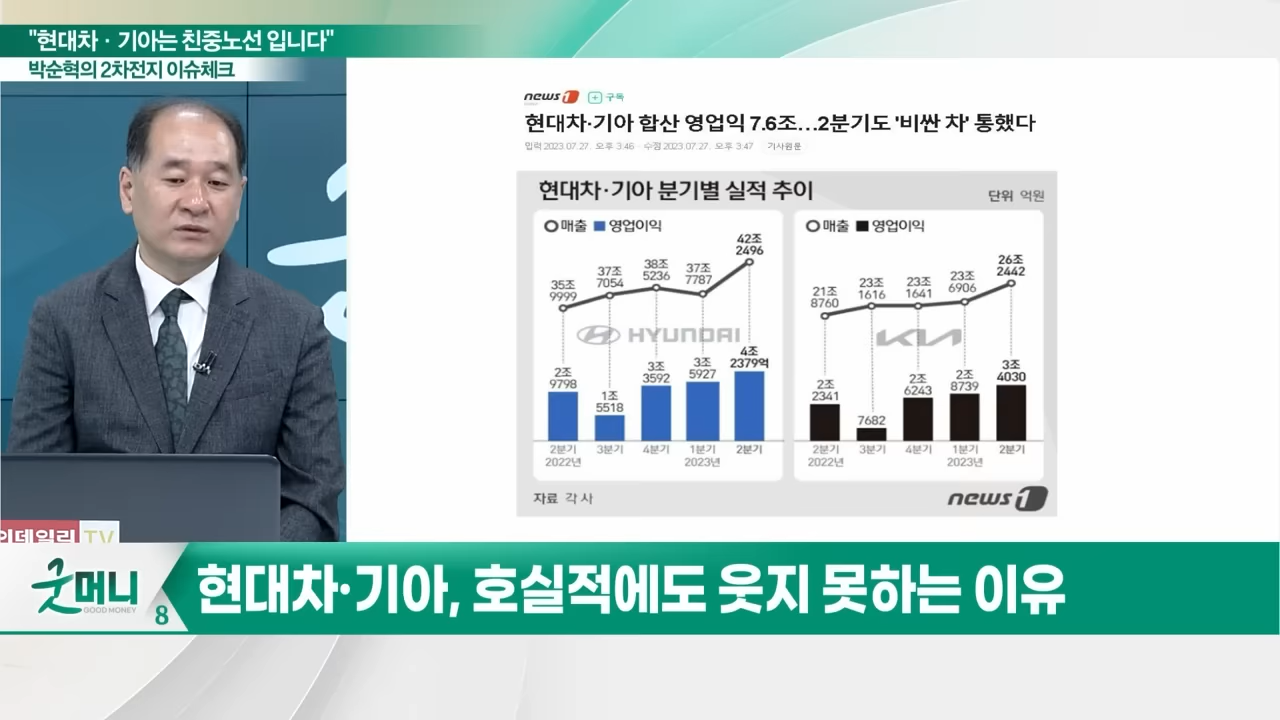 "현대차 · 기아는 친중노선 입니다"
박순혁의 2차전지 이슈체크
news1 구독
현대차·기아 합산 영업익 7.6조…2분기도 '비싼 차' 통했다
입력 2023.07.27. 오후 3:46 수정 2023.07.27. 오후 3:47 기사원문
현대차·기아 분기별 실적 추이
단위 억원
매출 영업이익
35조 9999
37조 7054
38조 5236
37조 7787
42조 2496
HYUNDAI
2조 9798
1조 5518
3조 3592
3조 5927
4조 2379억
2분기 3분기 4분기 1분기 2분기
2022년 2023년
매출 영업이익
21조 8760
23조 1616
23조 1641
23조 6906
26조 2442
KIA
2조 2341
7682
2조 6243
2조 8739
3조 4030
2분기 3분기 4분기 1분기 2분기
2022년 2023년
자료 각 사
news1
이데일리TV
굿머니
GOOD MONEY
8
현대차·기아, 호실적에도 웃지 못하는 이유